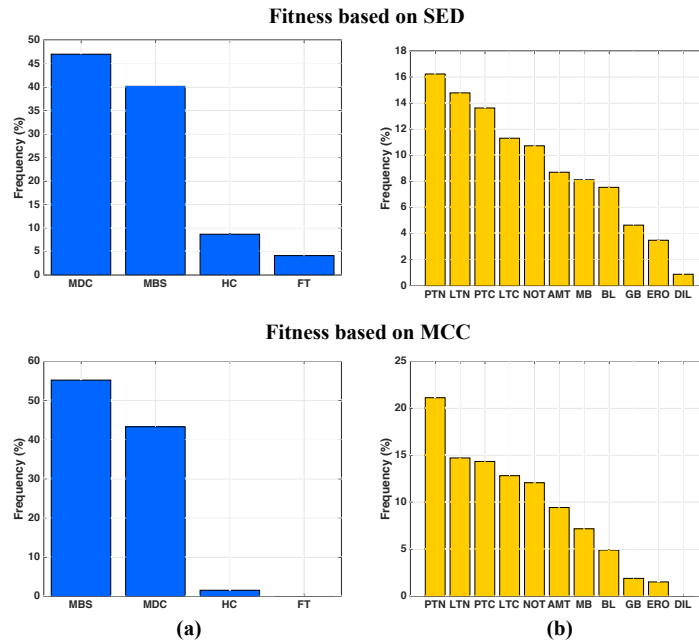 Fitness based on SED
Frequency (%)
50
45
40
35
30
25
20
15
10
5
0
MDC MBS HC FT
Frequency (%)
18
16
14
12
10
8
6
4
2
0
PTN LTN PTC LTC NOT AMT MB BL GB ERO DIL
Fitness based on MCC
Frequency (%)
60
50
40
30
20
10
0
MBS MDC HC FT
(a)
Frequency (%)
25
20
15
10
5
0
PTN LTN PTC LTC NOT AMT MB BL GB ERO DIL
(b)